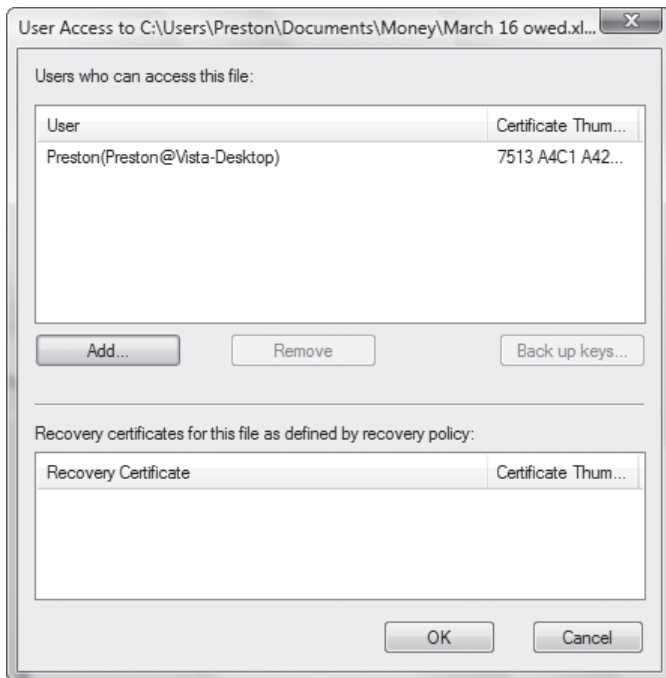 User Access to C:\Users\Preston\Documents\Money\March 16 owed.xl...
Users who can access this file:
User Certificate Thum...
Preston(Preston@Vista-Desktop) 7513 A4C1 A42...
Add... Remove Back up keys...
Recovery certificates for this file as defined by recovery policy:
Recovery Certificate Certificate Thum...
OK Cancel